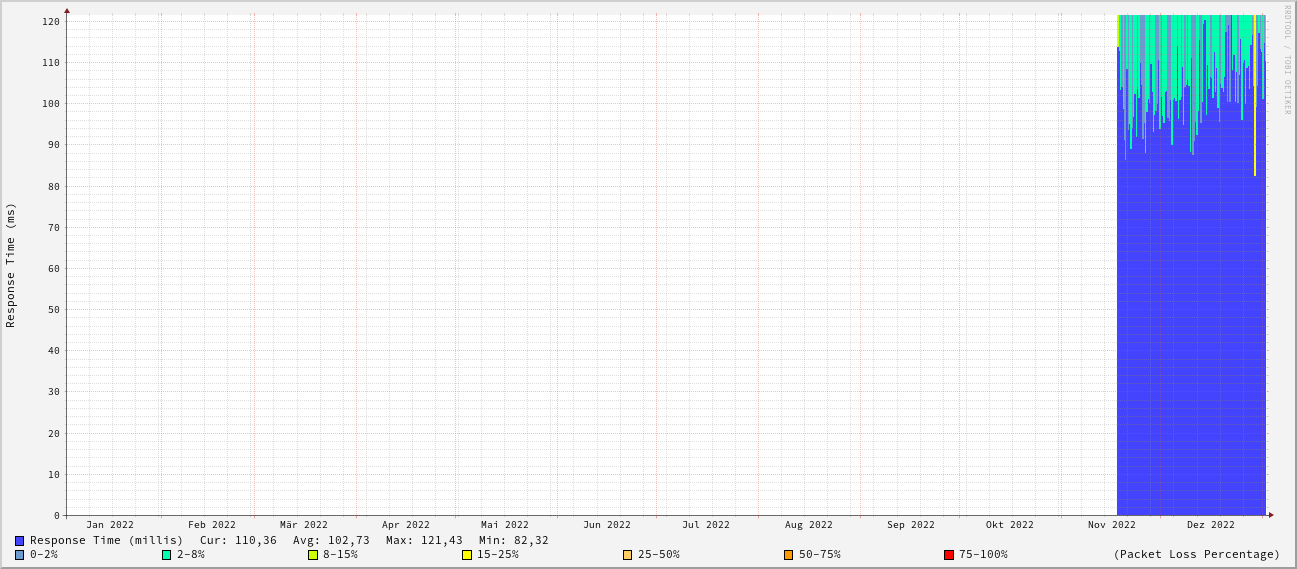 RRDTOOL / TOBI OETIKER
Response Time (ms)
120
110
100
90
80
70
60
50
40
30
20
10
0
Jan 2022 Feb 2022 Mär 2022 Apr 2022 Mai 2022 Jun 2022 Jul 2022 Aug 2022 Sep 2022 Okt 2022 Nov 2022 Dez 2022
Response Time (millis) Cur: 110,36 Avg: 102,73 Max: 121,43 Min: 82,32
0-2% 2-8% 8-15% 15-25% 25-50% 50-75% 75-100% (Packet Loss Percentage)